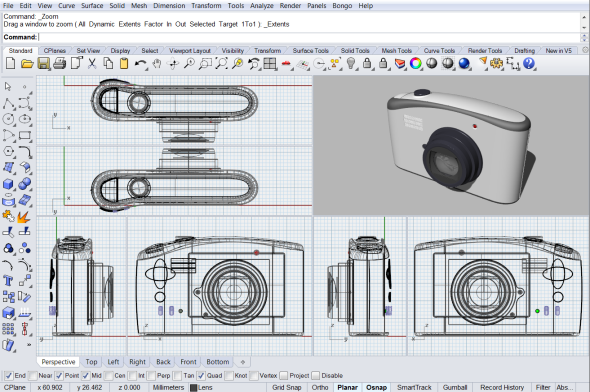 File Edit View Curve Surface Solid Mesh Dimension Transform Tools Analyze Render Panels Bongo Help
Command: _Zoom
Drag a window to zoom ( All Dynamic Extents Factor In Out Selected Target 1To1 ): _Extents
Command:
Standard CPlanes Set View Display Select Viewport Layout Visibility Transform Curve Tools Surface Tools Solid Tools Mesh Tools Render Tools Drafting New in V5
y
x
y
x
z
y
z
x
z
y
z
x
Perspective Top Left Right Back Front Bottom
End Near Point Mid Cen Int Perp Tan Quad Knot Vertex Project Disable
CPlane x 60.902 y 26.462 z 0.000 Millimeters Lens Grid Snap Ortho Planar Osnap SmartTrack Gumball Record History Filter Abs...